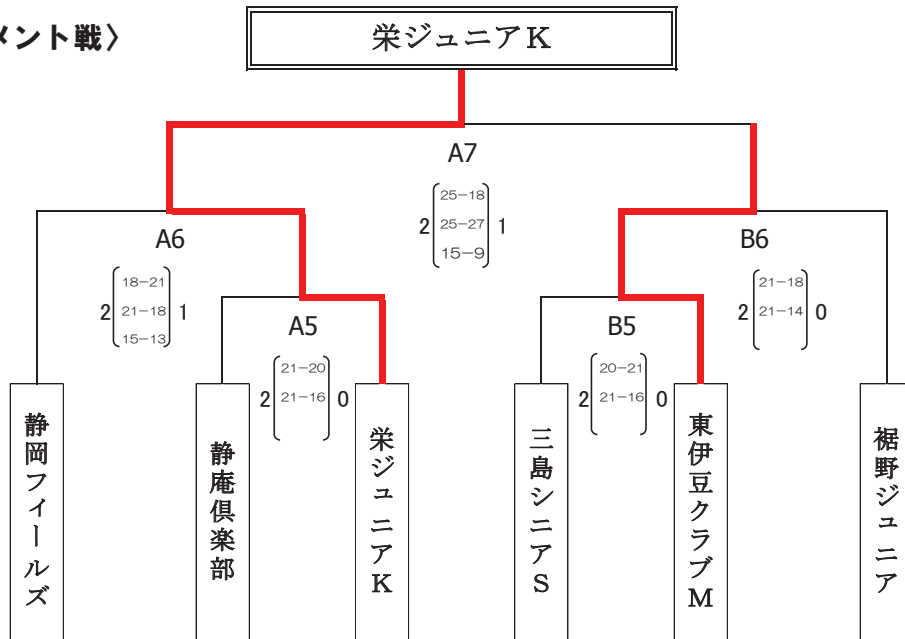 メント戦〉
栄ジュニアK
A7
25-18
2 25-27 1
15-9
A6
18-21
2 21-18 1
15-13
B6
21-18
2 21-14 0
A5
21-20
2 21-16 0
B5
20-21
2 21-16 0
静岡フィールズ
静庵倶楽部
栄ジュニアK
三島シニアS
東伊豆クラブM
裾野ジュニア